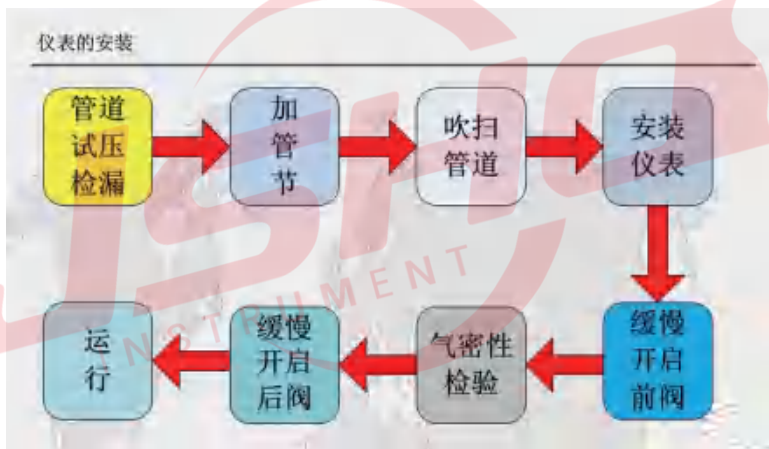 仪表的安装
管道
试压
检漏
加
管
节
吹扫
管道
安装
仪表
缓慢
开启
前阀
气密性
检验
缓慢
开启
后阀
运
行
JSHO
INSTRUMENT